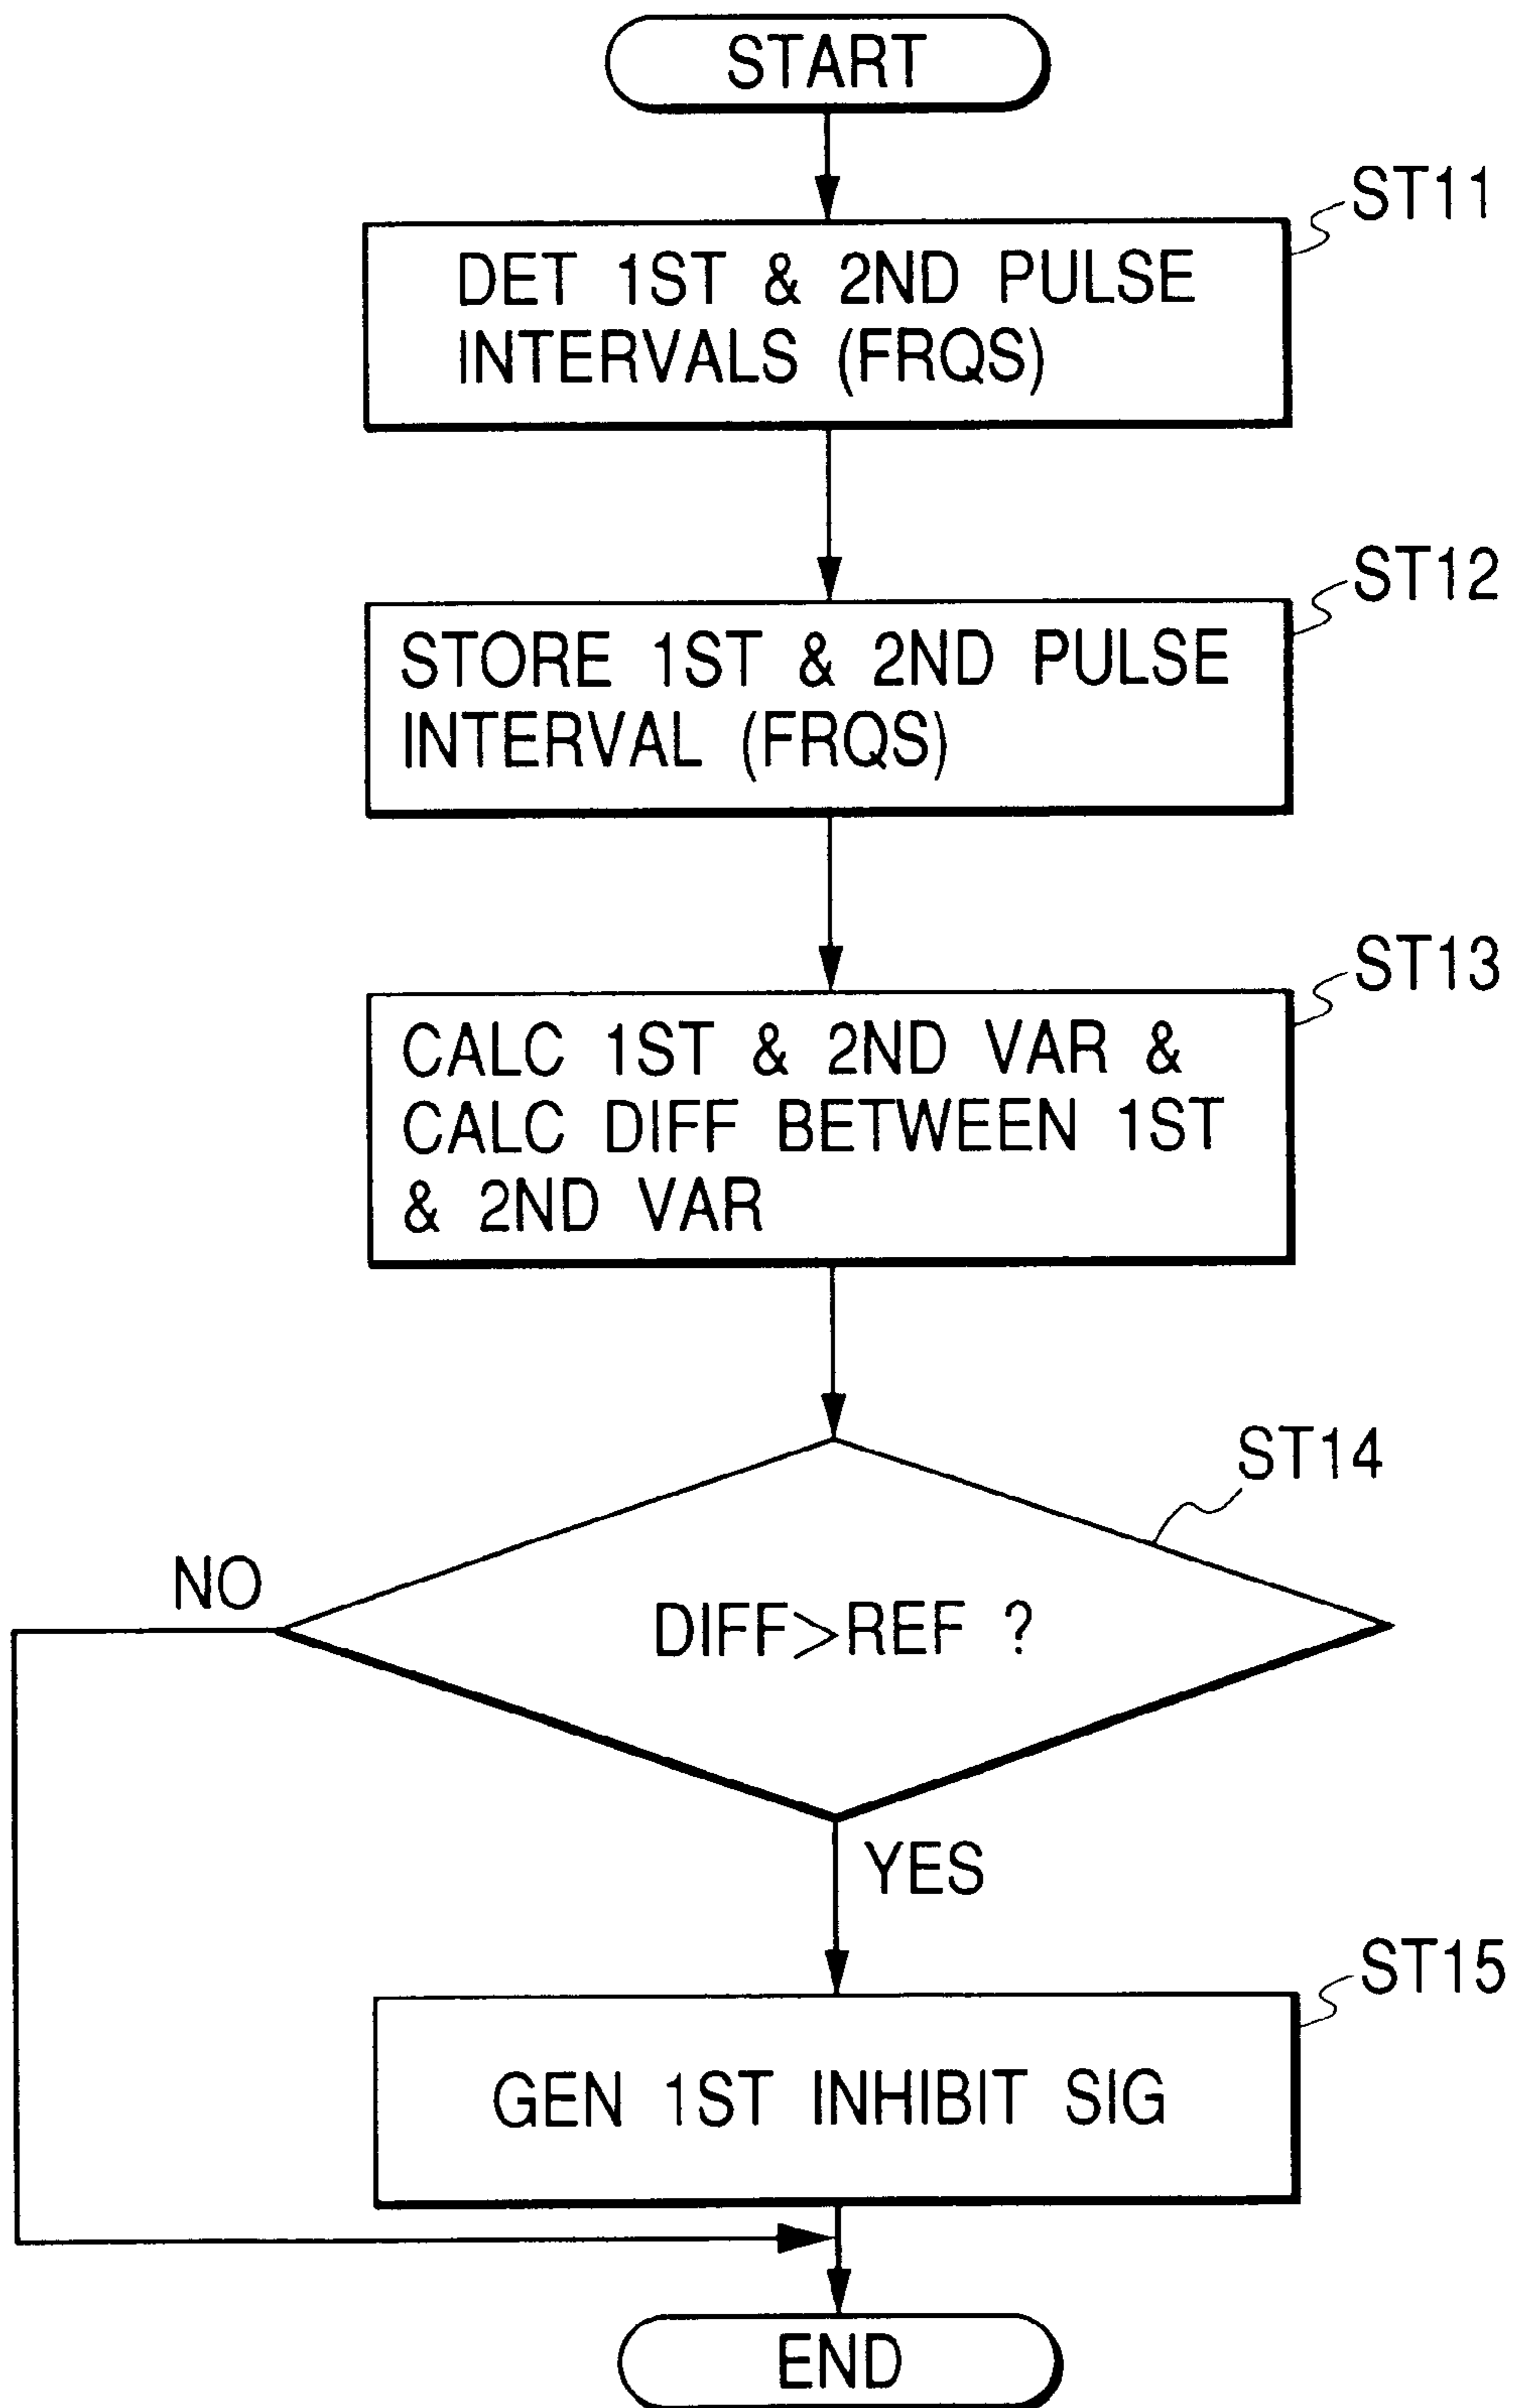 START
ST11
DET 1ST & 2ND PULSE
INTERVALS (FRQS)
ST12
STORE 1ST & 2ND PULSE
INTERVAL (FRQS)
ST13
CALC 1ST & 2ND VAR &
CALC DIFF BETWEEN 1ST
& 2ND VAR
ST14
NO
DIFF>REF ?
YES
ST15
GEN 1ST INHIBIT SIG
END